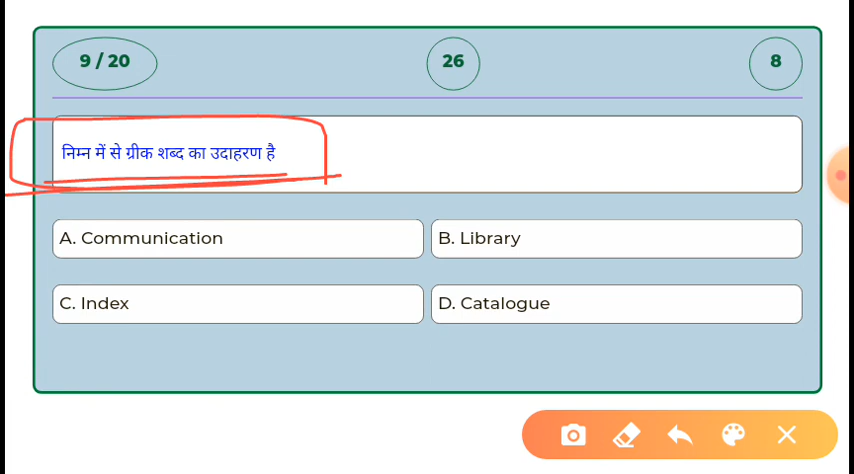 9 / 20
26
8
निम्न में से ग्रीक शब्द का उदाहरण है
A. Communication
B. Library
C. Index
D. Catalogue